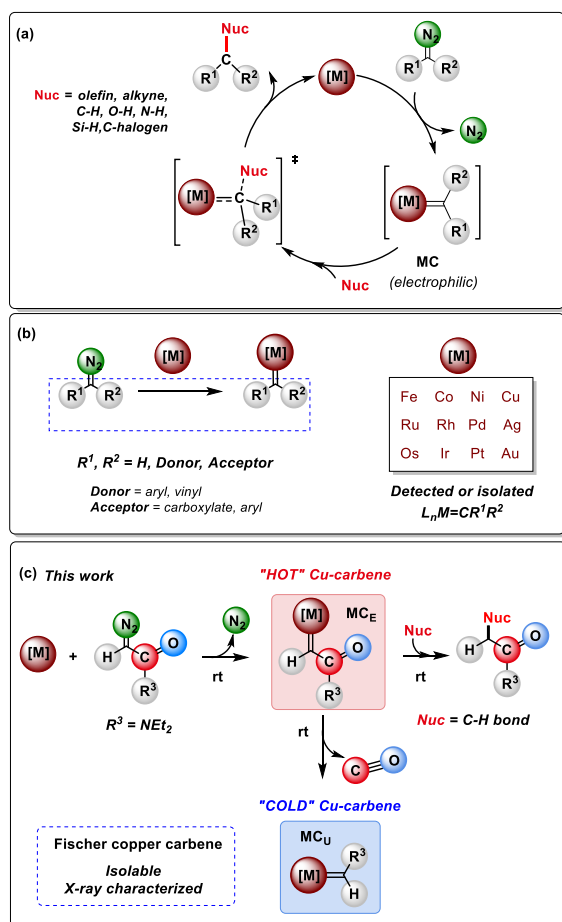 (a)
Nuc
C
R1 R2
N2
R1 R2
[M]
Nuc = olefin, alkyne,
C-H, O-H, N-H,
Si-H,C-halogen
N2
‡
Nuc
[M] C R1
R2
R2
[M]
R1
MC
(electrophilic)
Nuc
(b)
N2 [M] [M] [M]
R1 R2 R1 R2
Fe Co Ni Cu
Ru Rh Pd Ag
Os Ir Pt Au
R1, R2 = H, Donor, Acceptor
Donor = aryl, vinyl
Acceptor = carboxylate, aryl
Detected or isolated
LnM=CR1R2
(c) This work
"HOT" Cu-carbene
N2 N2 [M] MCE Nuc
[M] + H C O H C O Nuc H C O
R3 rt R3 rt R3
R3 = NEt2
Nuc = C-H bond
rt
C O
"COLD" Cu-carbene
MCU
Fischer copper carbene
Isolable
X-ray characterized
R3
[M]
H